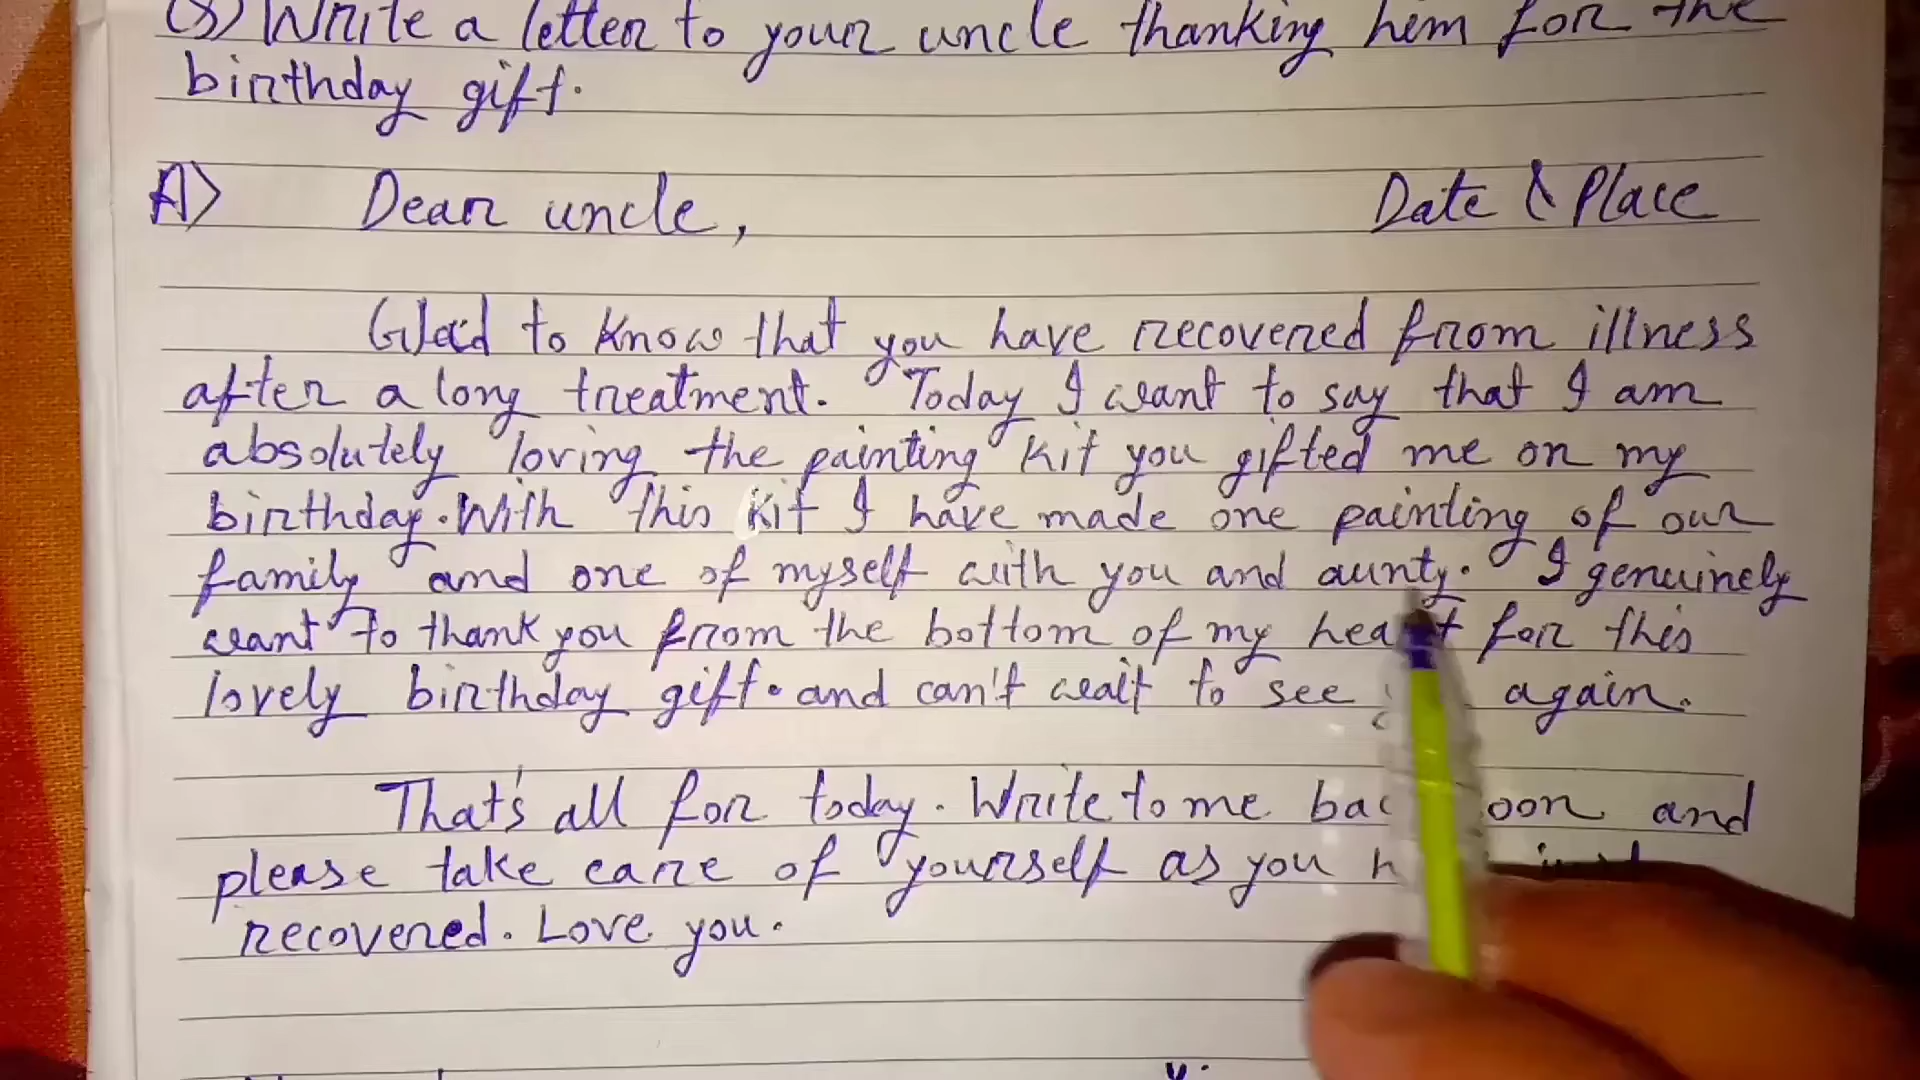 (8) Write a letter to your uncle thanking him for the
birthday gift.
A) Dear uncle, Date & Place
Glad to know that you have recovered from illness
after a long treatment. Today I want to say that I am
absolutely loving the painting kit you gifted me on my
birthday. With this kit I have made one painting of our
family and one of myself with you and aunty. I genuinely
want to thank you from the bottom of my heart for this
lovely birthday gift. and can't wait to see again.
That's all for today. Write to me and
please take care of yourself as you
recovered. Love you.